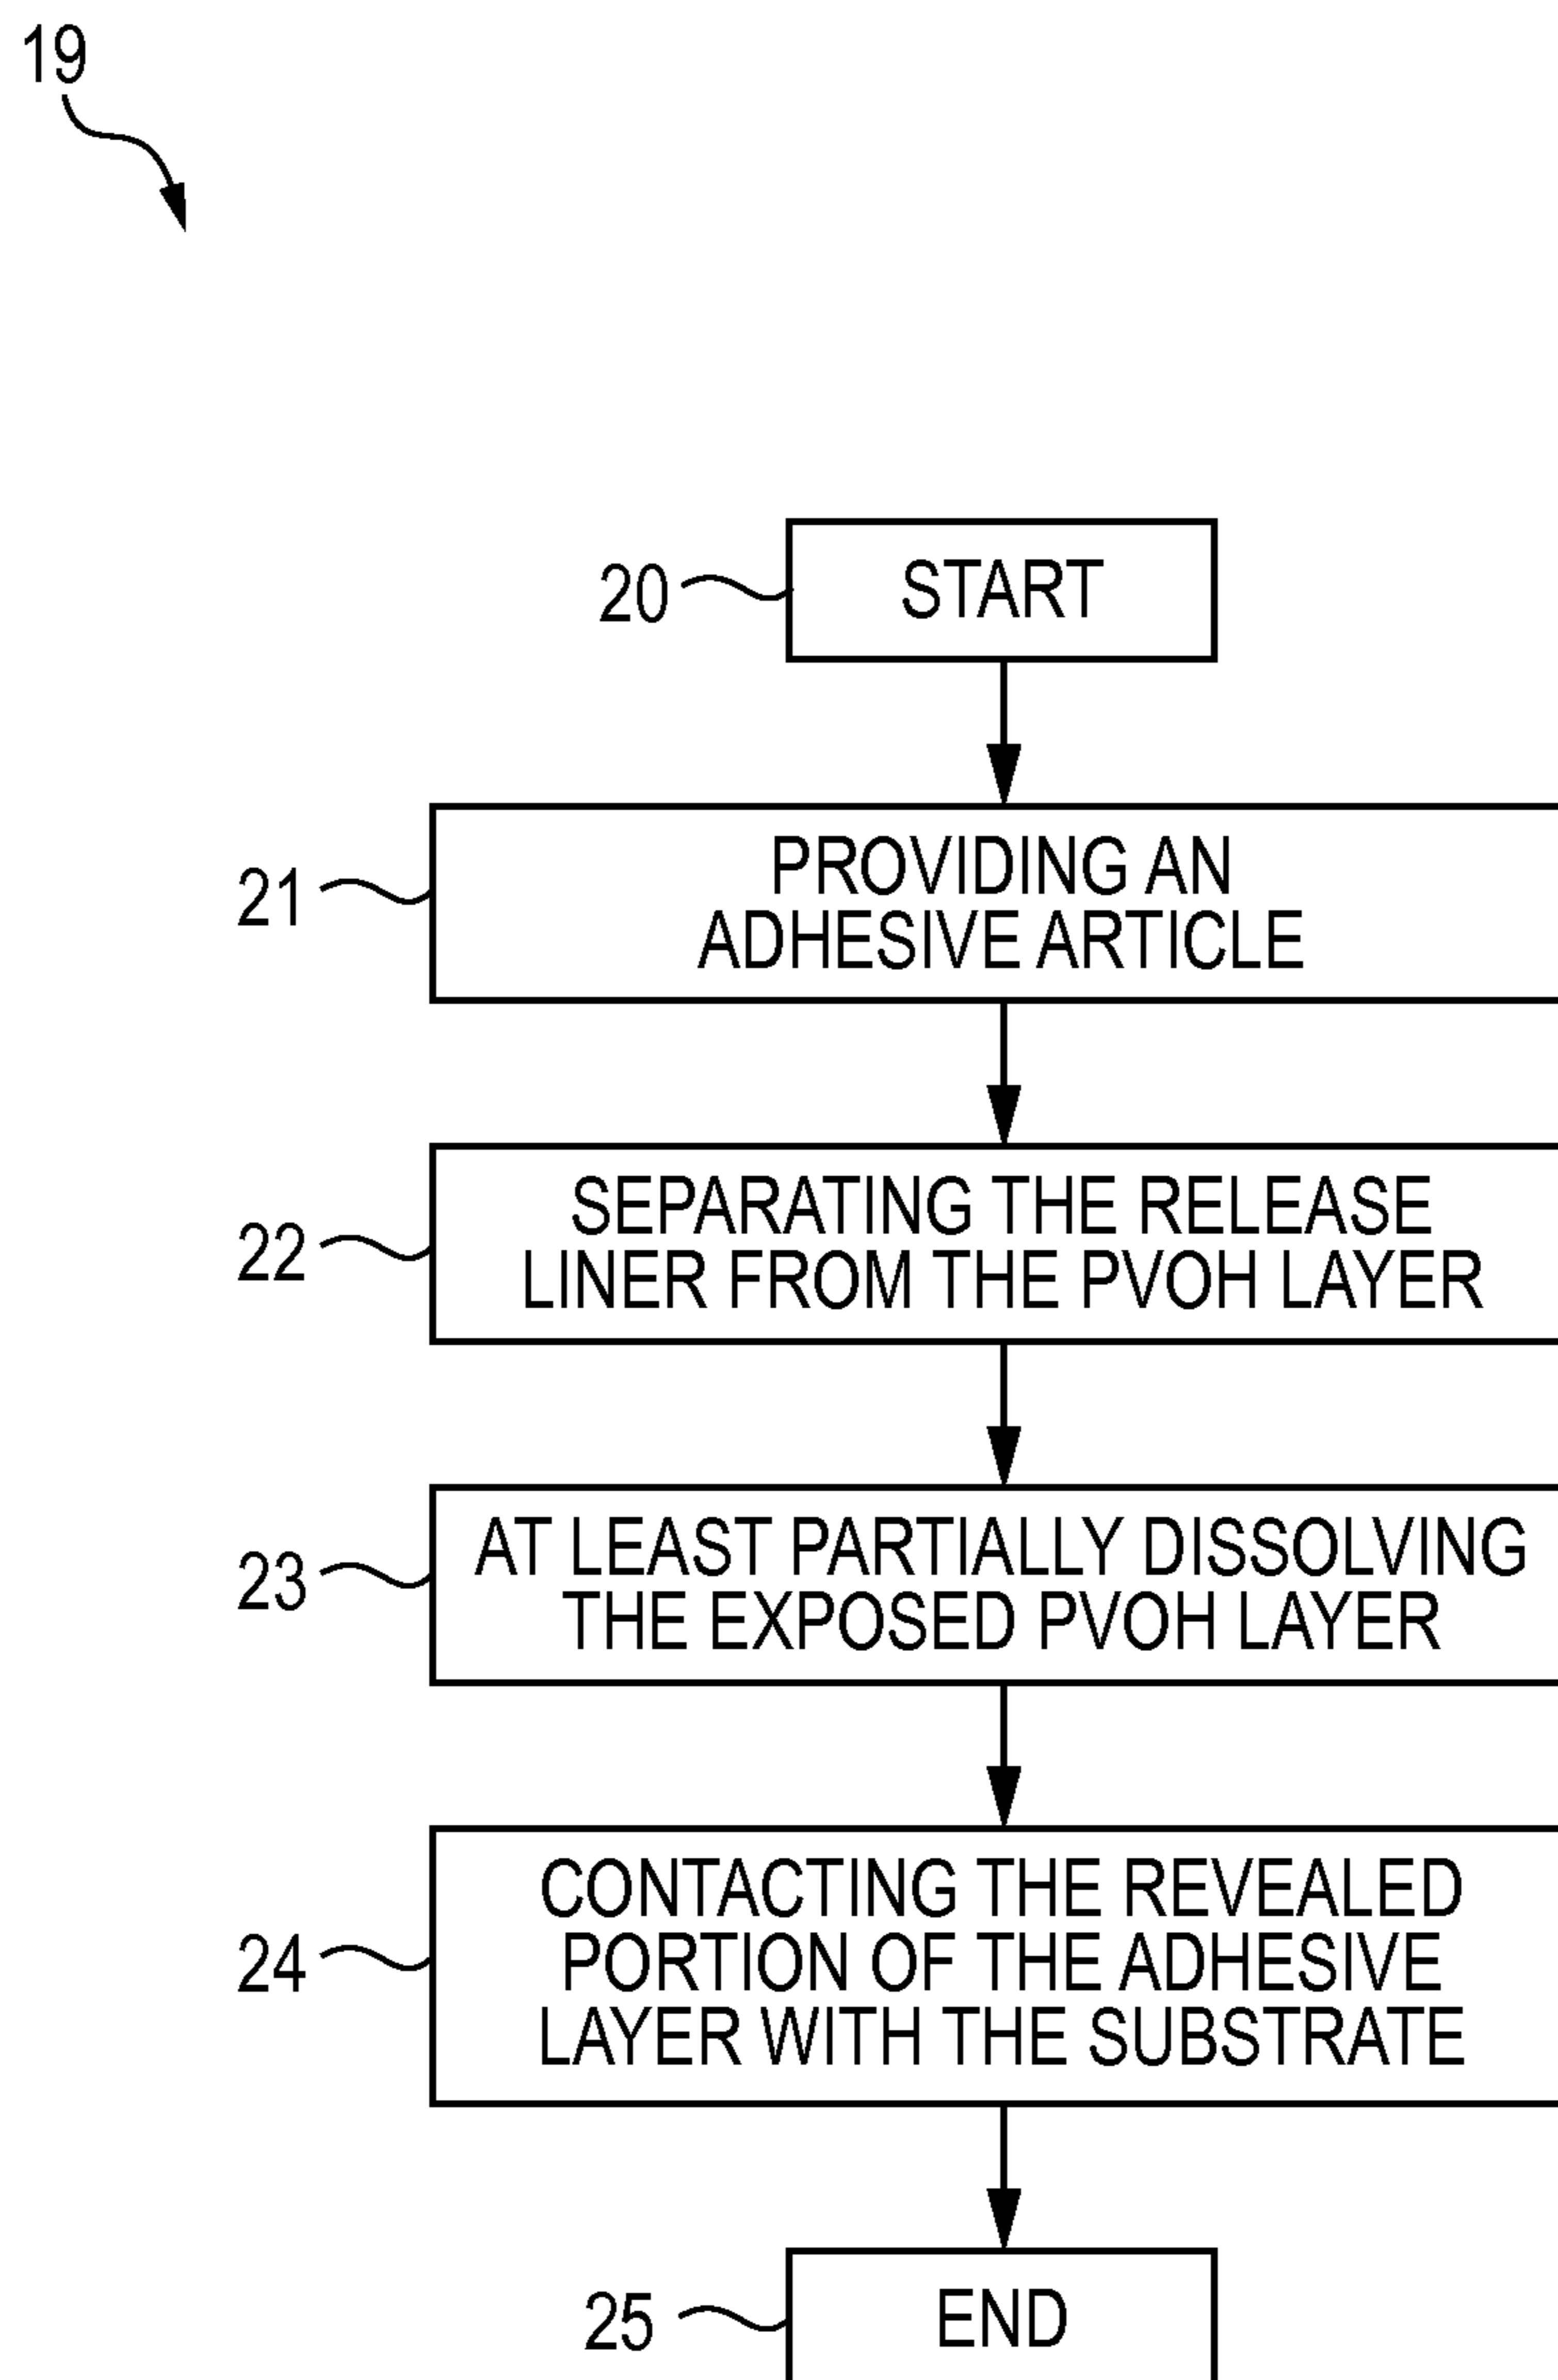 19
20
START
21
PROVIDING AN
ADHESIVE ARTICLE
22
SEPARATING THE RELEASE
LINER FROM THE PVOH LAYER
23
AT LEAST PARTIALLY DISSOLVING
THE EXPOSED PVOH LAYER
24
CONTACTING THE REVEALED
PORTION OF THE ADHESIVE
LAYER WITH THE SUBSTRATE
25
END